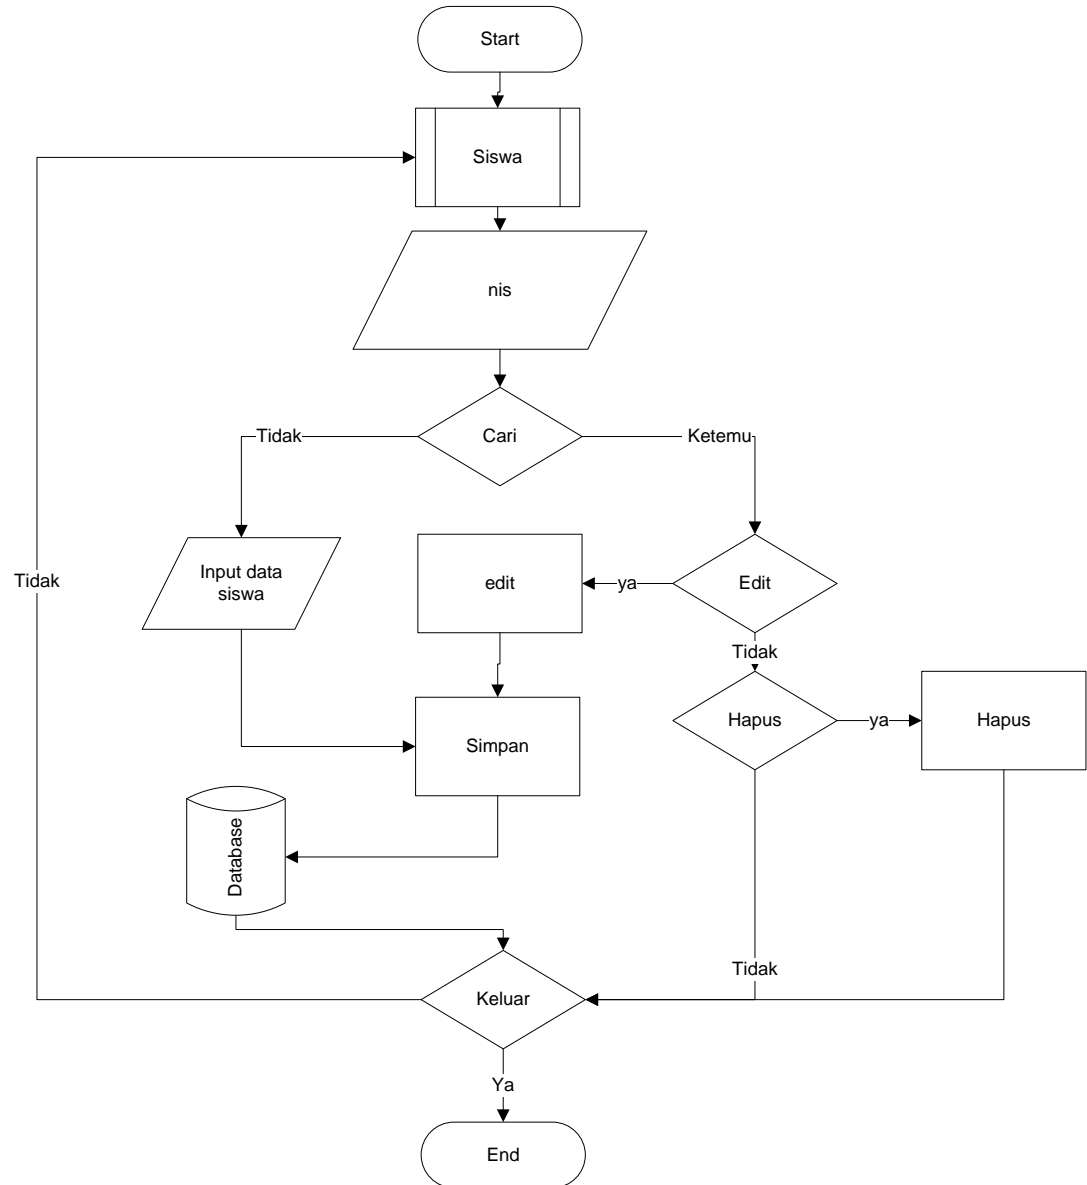 Start
Siswa
nis
Cari
Tidak
Ketemu
Input data
siswa
edit
ya
Edit
Tidak
Tidak
Hapus
ya
Hapus
Simpan
Database
Tidak
Keluar
Ya
End